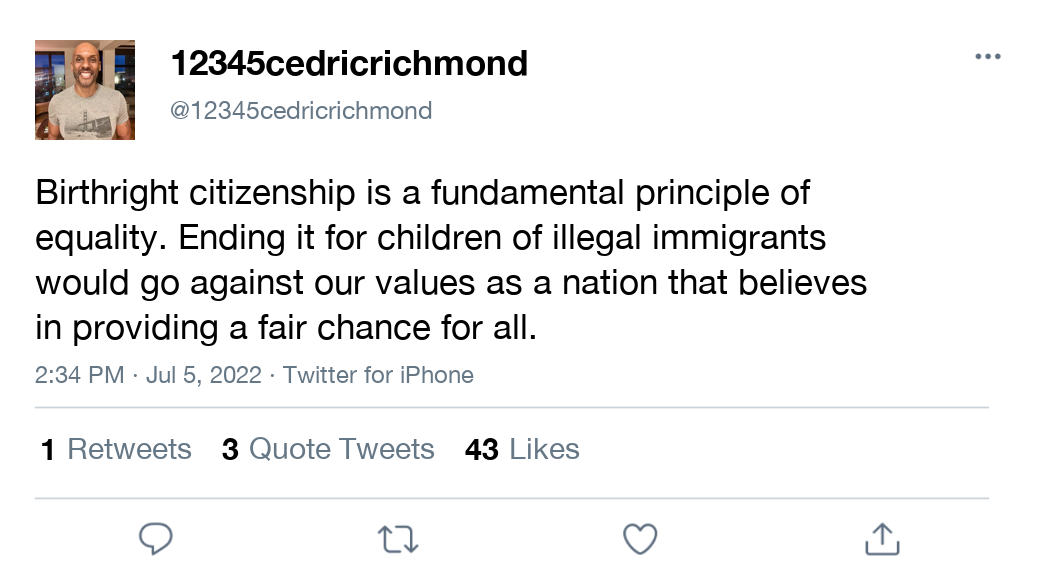 12345cedricrichmond
@12345cedricrichmond
Birthright citizenship is a fundamental principle of
equality. Ending it for children of illegal immigrants
would go against our values as a nation that believes
in providing a fair chance for all.
2:34 PM · Jul 5, 2022 · Twitter for iPhone
1 Retweets 3 Quote Tweets 43 Likes